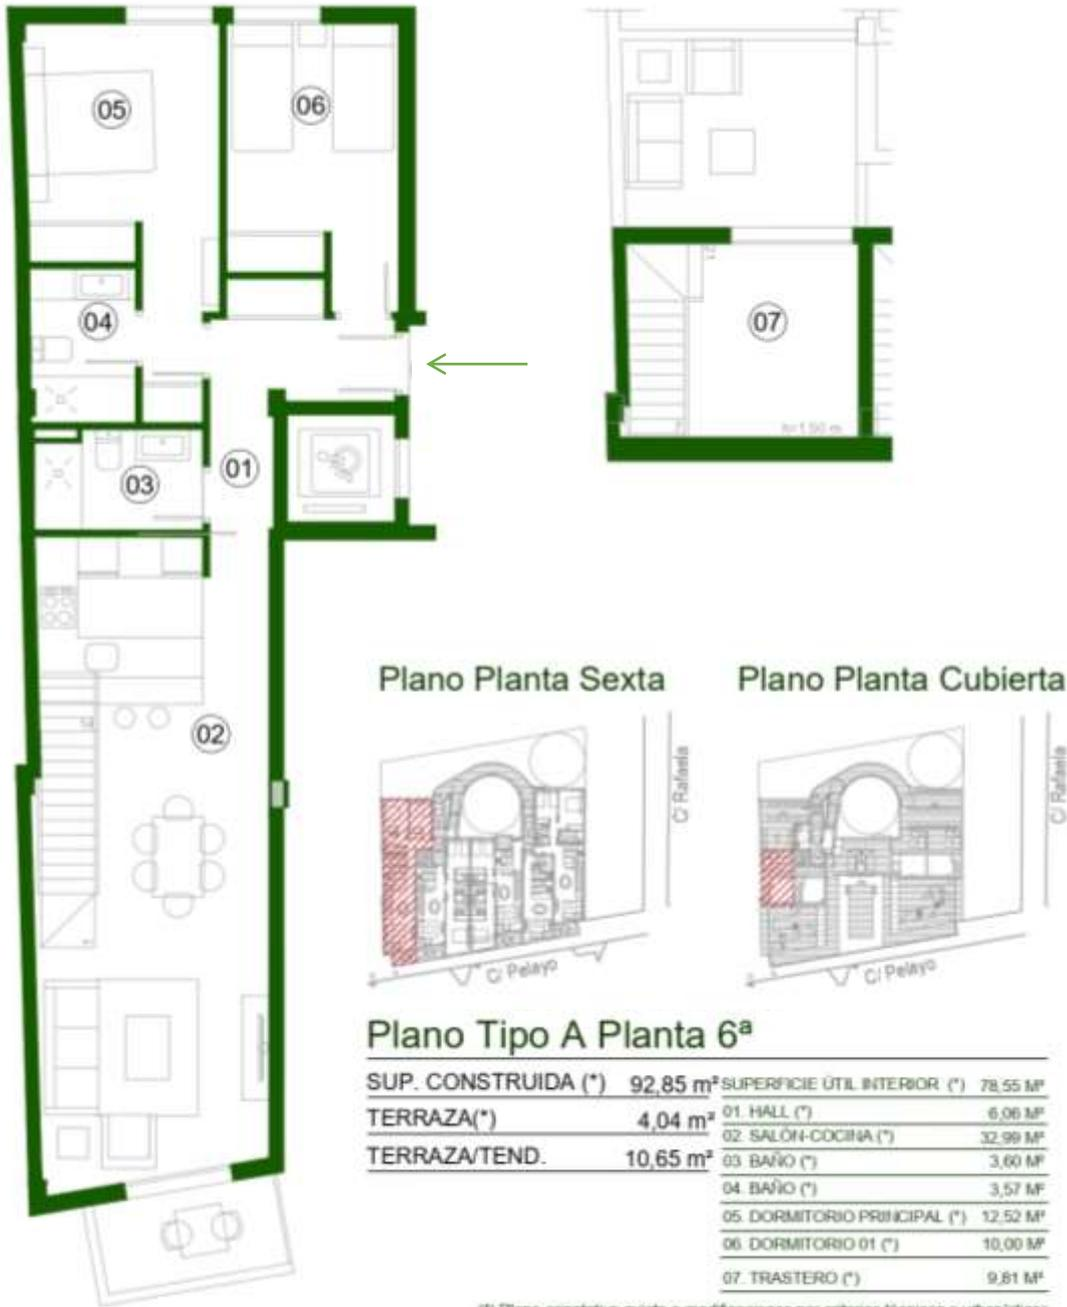 05
06
04
07
h=1.90 m
03
01
02
Plano Planta Sexta
Plano Planta Cubierta
C/ Rafaela
C/ Pelayo
C/ Rafaela
C/ Pelayo
Plano Tipo A Planta 6ª
SUP. CONSTRUIDA (*) 92,85 m²
TERRAZA(*) 4,04 m²
TERRAZA/TEND. 10,65 m²
SUPERFICIE ÚTIL INTERIOR (*) 78,55 M²
01. HALL (*) 6,06 M²
02. SALÓN-COCINA (*) 32,99 M²
03. BAÑO (*) 3,60 M²
04. BAÑO (*) 3,57 M²
05. DORMITORIO PRINCIPAL (*) 12,52 M²
06. DORMITORIO 01 (*) 10,00 M²
07. TRASTERO (*) 9,81 M²